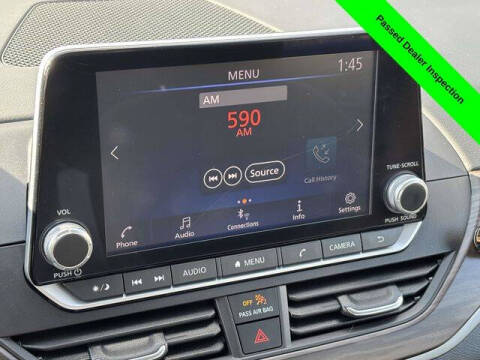 Passed Dealer Inspection
MENU
1:45
AM
590
AM
Source
Call History
Phone
Audio
Connections
Info
Settings
VOL
PUSH
TUNE·SCROLL
PUSH SOUND
AUDIO
MENU
CAMERA
OFF
PASS AIR BAG